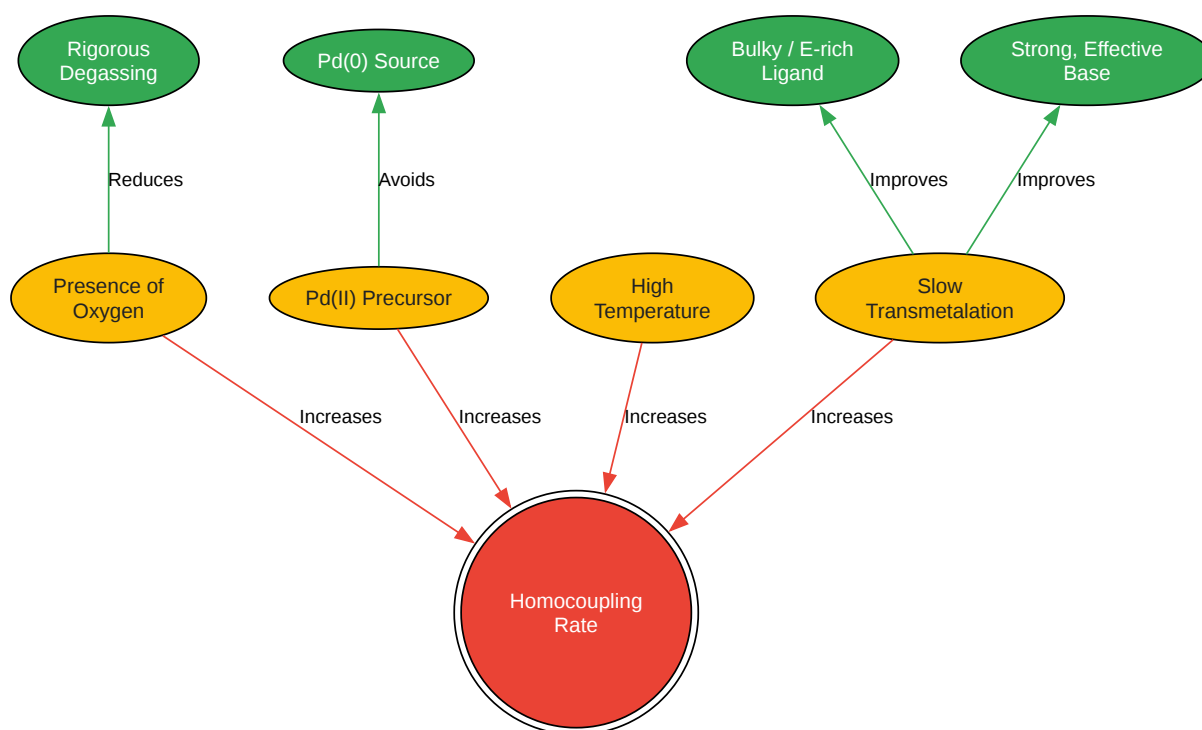 Rigorous
Degassing
Pd(0) Source
Bulky / E-rich
Ligand
Strong, Effective
Base
Reduces
Avoids
Improves
Improves
Presence of
Oxygen
Pd(II) Precursor
High
Temperature
Slow
Transmetalation
Increases
Increases
Increases
Increases
Homocoupling
Rate